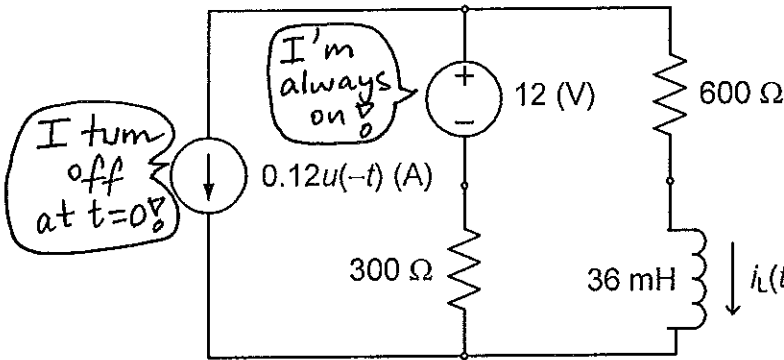 I'm
always
on!
+
−
12 (V)
600 Ω
I turn
off
at t=0!
0.12u(−t) (A)
300 Ω
36 mH
iL(t